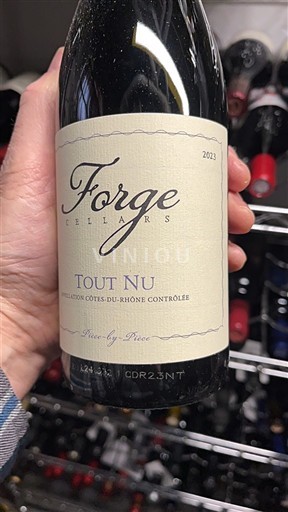 2023
Forge
CELLARS
VINIOU
TOUT NU
APPELLATION CÔTES-DU-RHÔNE CONTRÔLÉE
Piece-by-Piece
CDR23NT